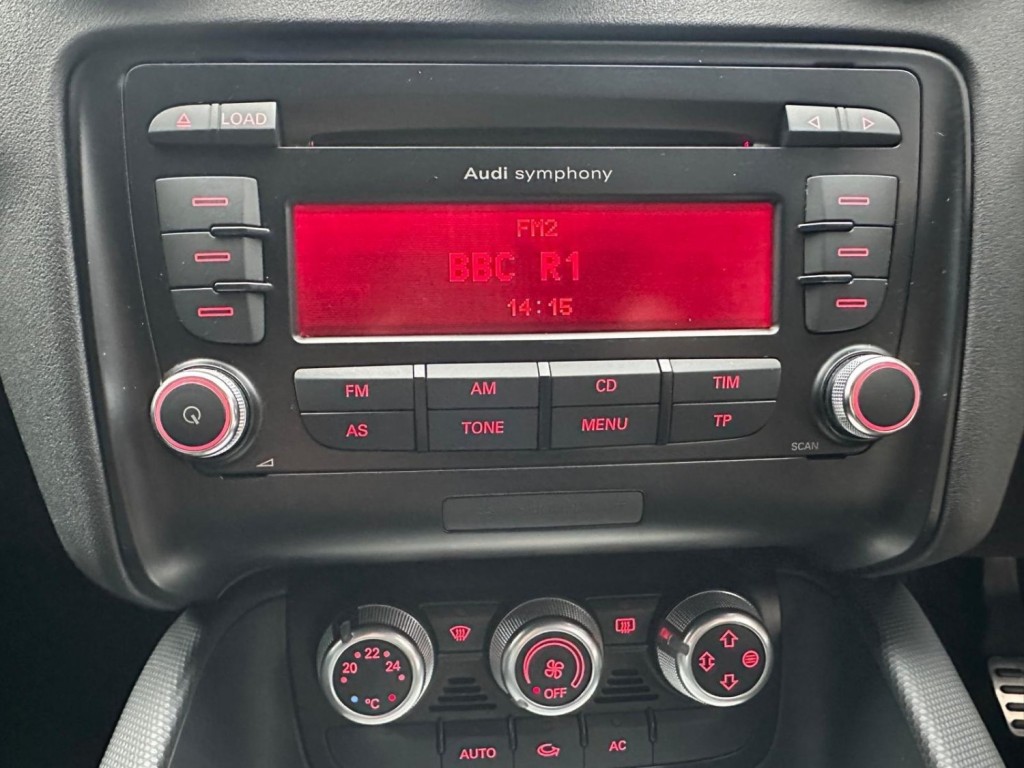 LOAD
Audi symphony
FM2
BBC R1
14:15
FM AM CD TIM
AS TONE MENU TP
SCAN
20 22 24
°C
OFF
AUTO AC